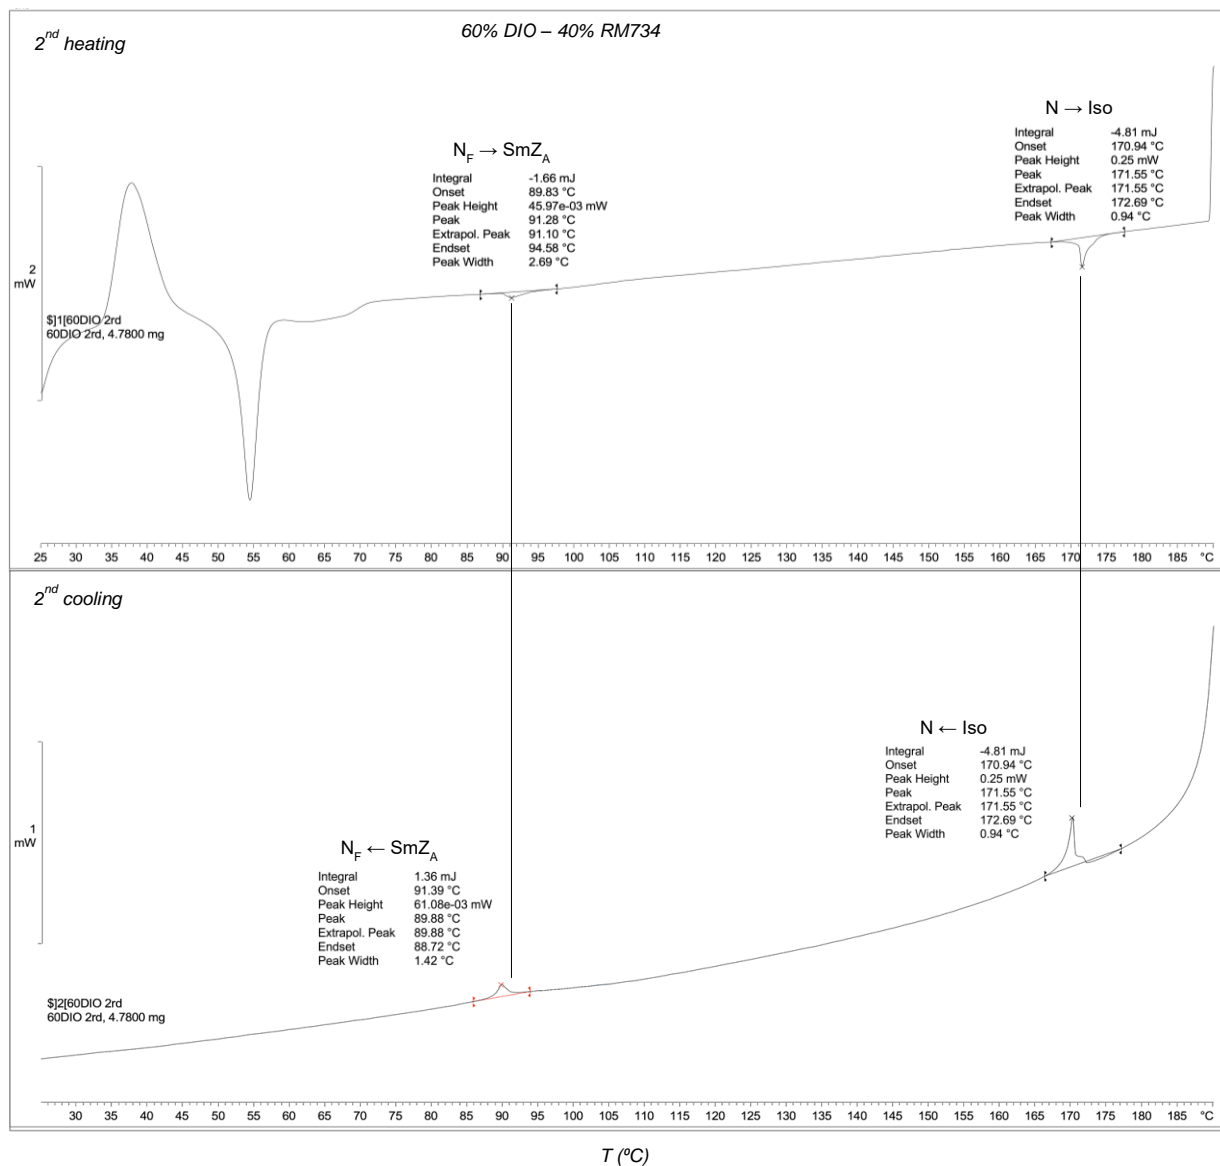 2nd heating
60% DIO – 40% RM734
N → Iso
Integral -4.81 mJ
Onset 170.94 °C
Peak Height 0.25 mW
Peak 171.55 °C
Extrapol. Peak 171.55 °C
Endset 172.69 °C
Peak Width 0.94 °C
NF → SmZA
Integral -1.66 mJ
Onset 89.83 °C
Peak Height 45.97e-03 mW
Peak 91.28 °C
Extrapol. Peak 91.10 °C
Endset 94.58 °C
Peak Width 2.69 °C
2
mW
$]1[60DIO 2rd
60DIO 2rd, 4.7800 mg
25 30 35 40 45 50 55 60 65 70 75 80 85 90 95 100 105 110 115 120 125 130 135 140 145 150 155 160 165 170 175 180 185 °C
2nd cooling
N ← Iso
Integral -4.81 mJ
Onset 170.94 °C
Peak Height 0.25 mW
Peak 171.55 °C
Extrapol. Peak 171.55 °C
Endset 172.69 °C
Peak Width 0.94 °C
1
mW
NF ← SmZA
Integral 1.36 mJ
Onset 91.39 °C
Peak Height 61.08e-03 mW
Peak 89.88 °C
Extrapol. Peak 89.88 °C
Endset 88.72 °C
Peak Width 1.42 °C
$]2[60DIO 2rd
60DIO 2rd, 4.7800 mg
30 35 40 45 50 55 60 65 70 75 80 85 90 95 100 105 110 115 120 125 130 135 140 145 150 155 160 165 170 175 180 185 °C
T (ºC)